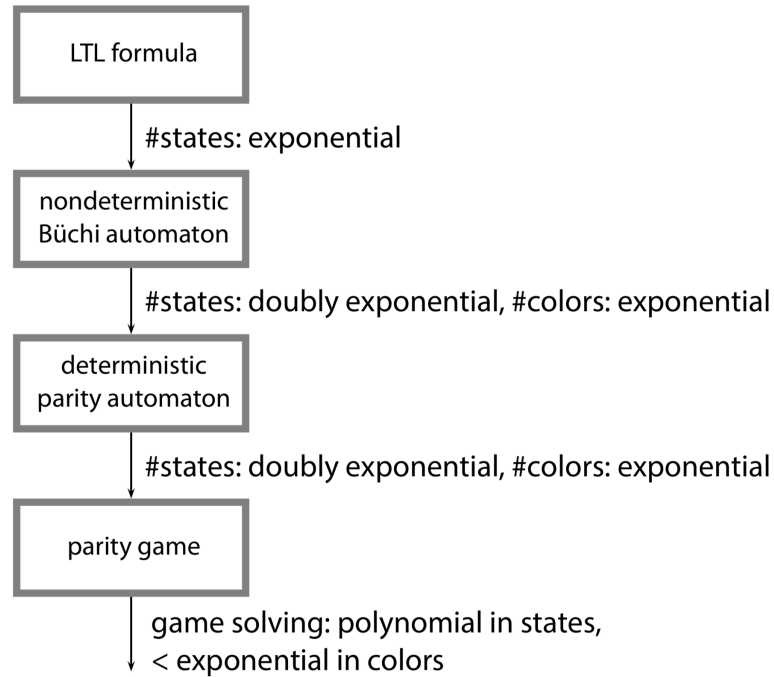 LTL formula
#states: exponential
nondeterministic
Büchi automaton
#states: doubly exponential, #colors: exponential
deterministic
parity automaton
#states: doubly exponential, #colors: exponential
parity game
game solving: polynomial in states,
< exponential in colors